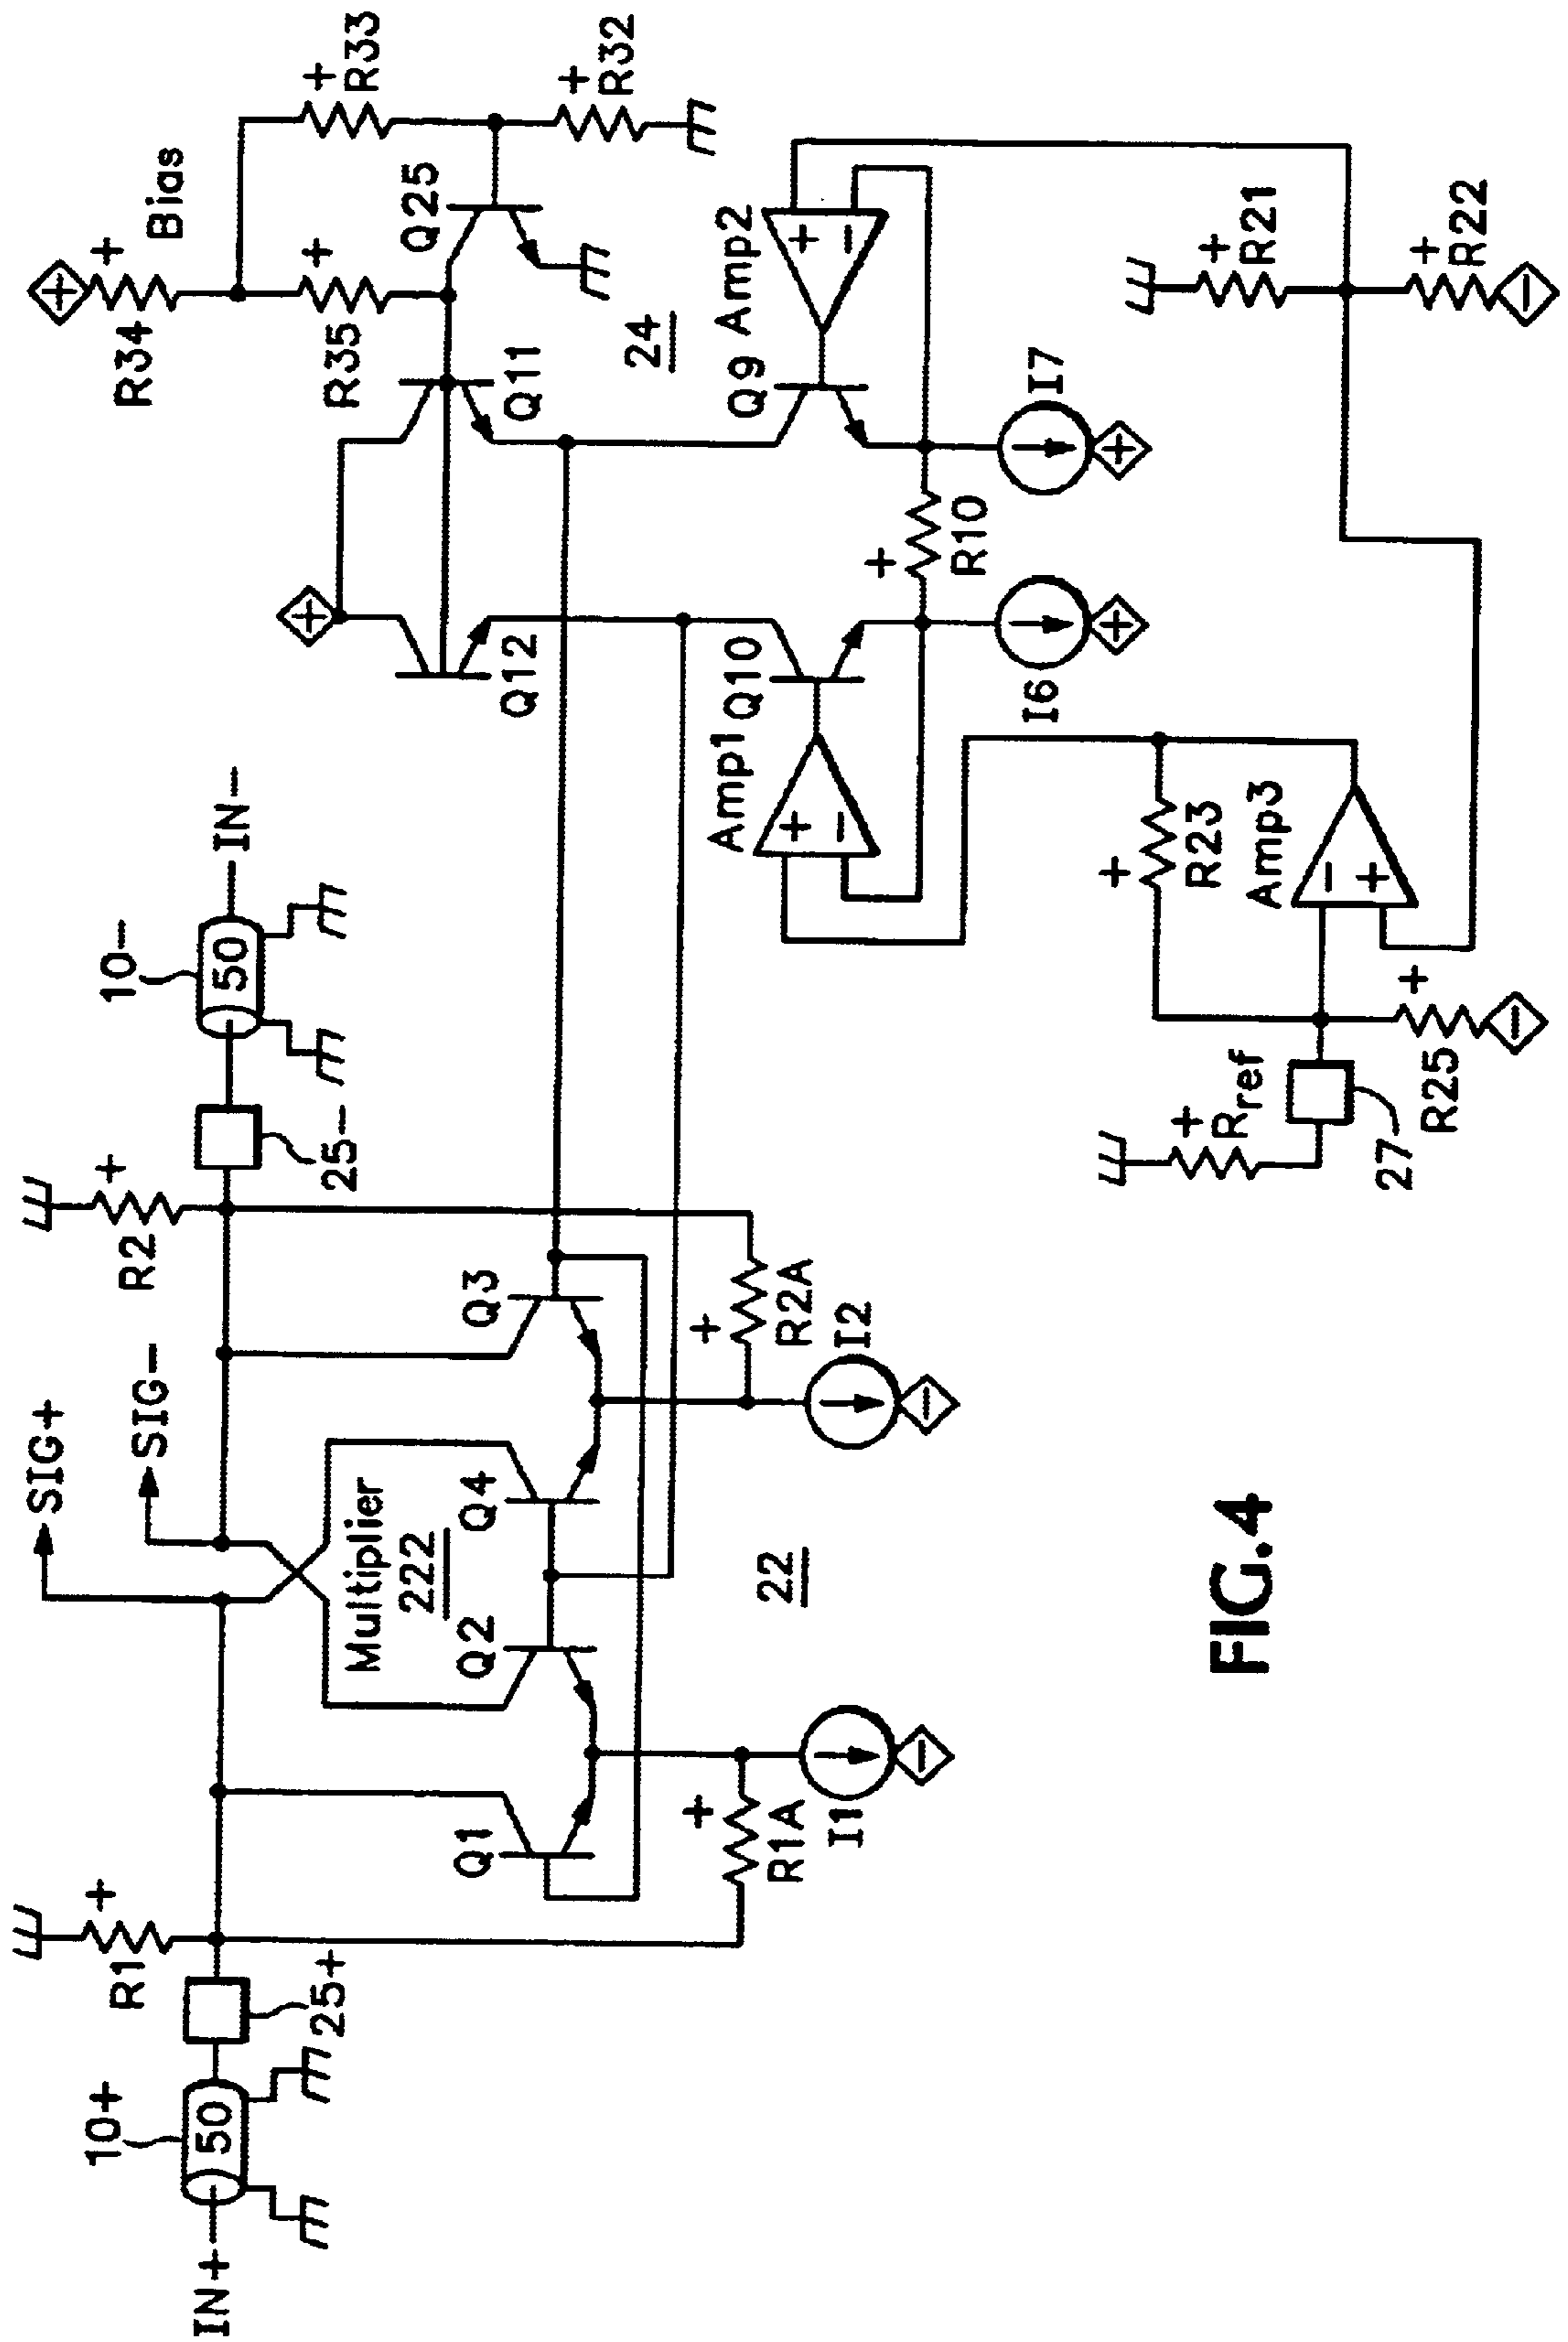 IN+
10+
50
25+
R1
+
SIG+
SIG−
R2
+
25−
10−
50
IN−
Q1
Q2
Multiplier
222
Q4
Q3
R1A
+
I1
−
22
R2A
+
I2
−
+
R34
+
Bias
R35
+
R33
+
Q25
R32
+
+
Q12
Q11
24
Amp1
+
−
Q10
Q9
Amp2
+
−
+
R10
I6
+
I7
+
R23
+
Amp3
−
+
Rref
+
27
R25
+
−
R21
+
R22
+
−
FIG.4